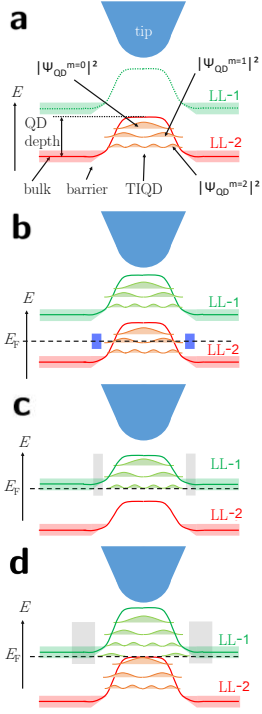 a
tip
|Ψ_QD^m=0|²
|Ψ_QD^m=1|²
LL-1
E
QD
depth
LL-2
bulk
barrier
TIQD
|Ψ_QD^m=2|²
b
E
LL-1
LL-2
E_F
c
E
LL-1
E_F
LL-2
d
E
LL-1
E_F
LL-2